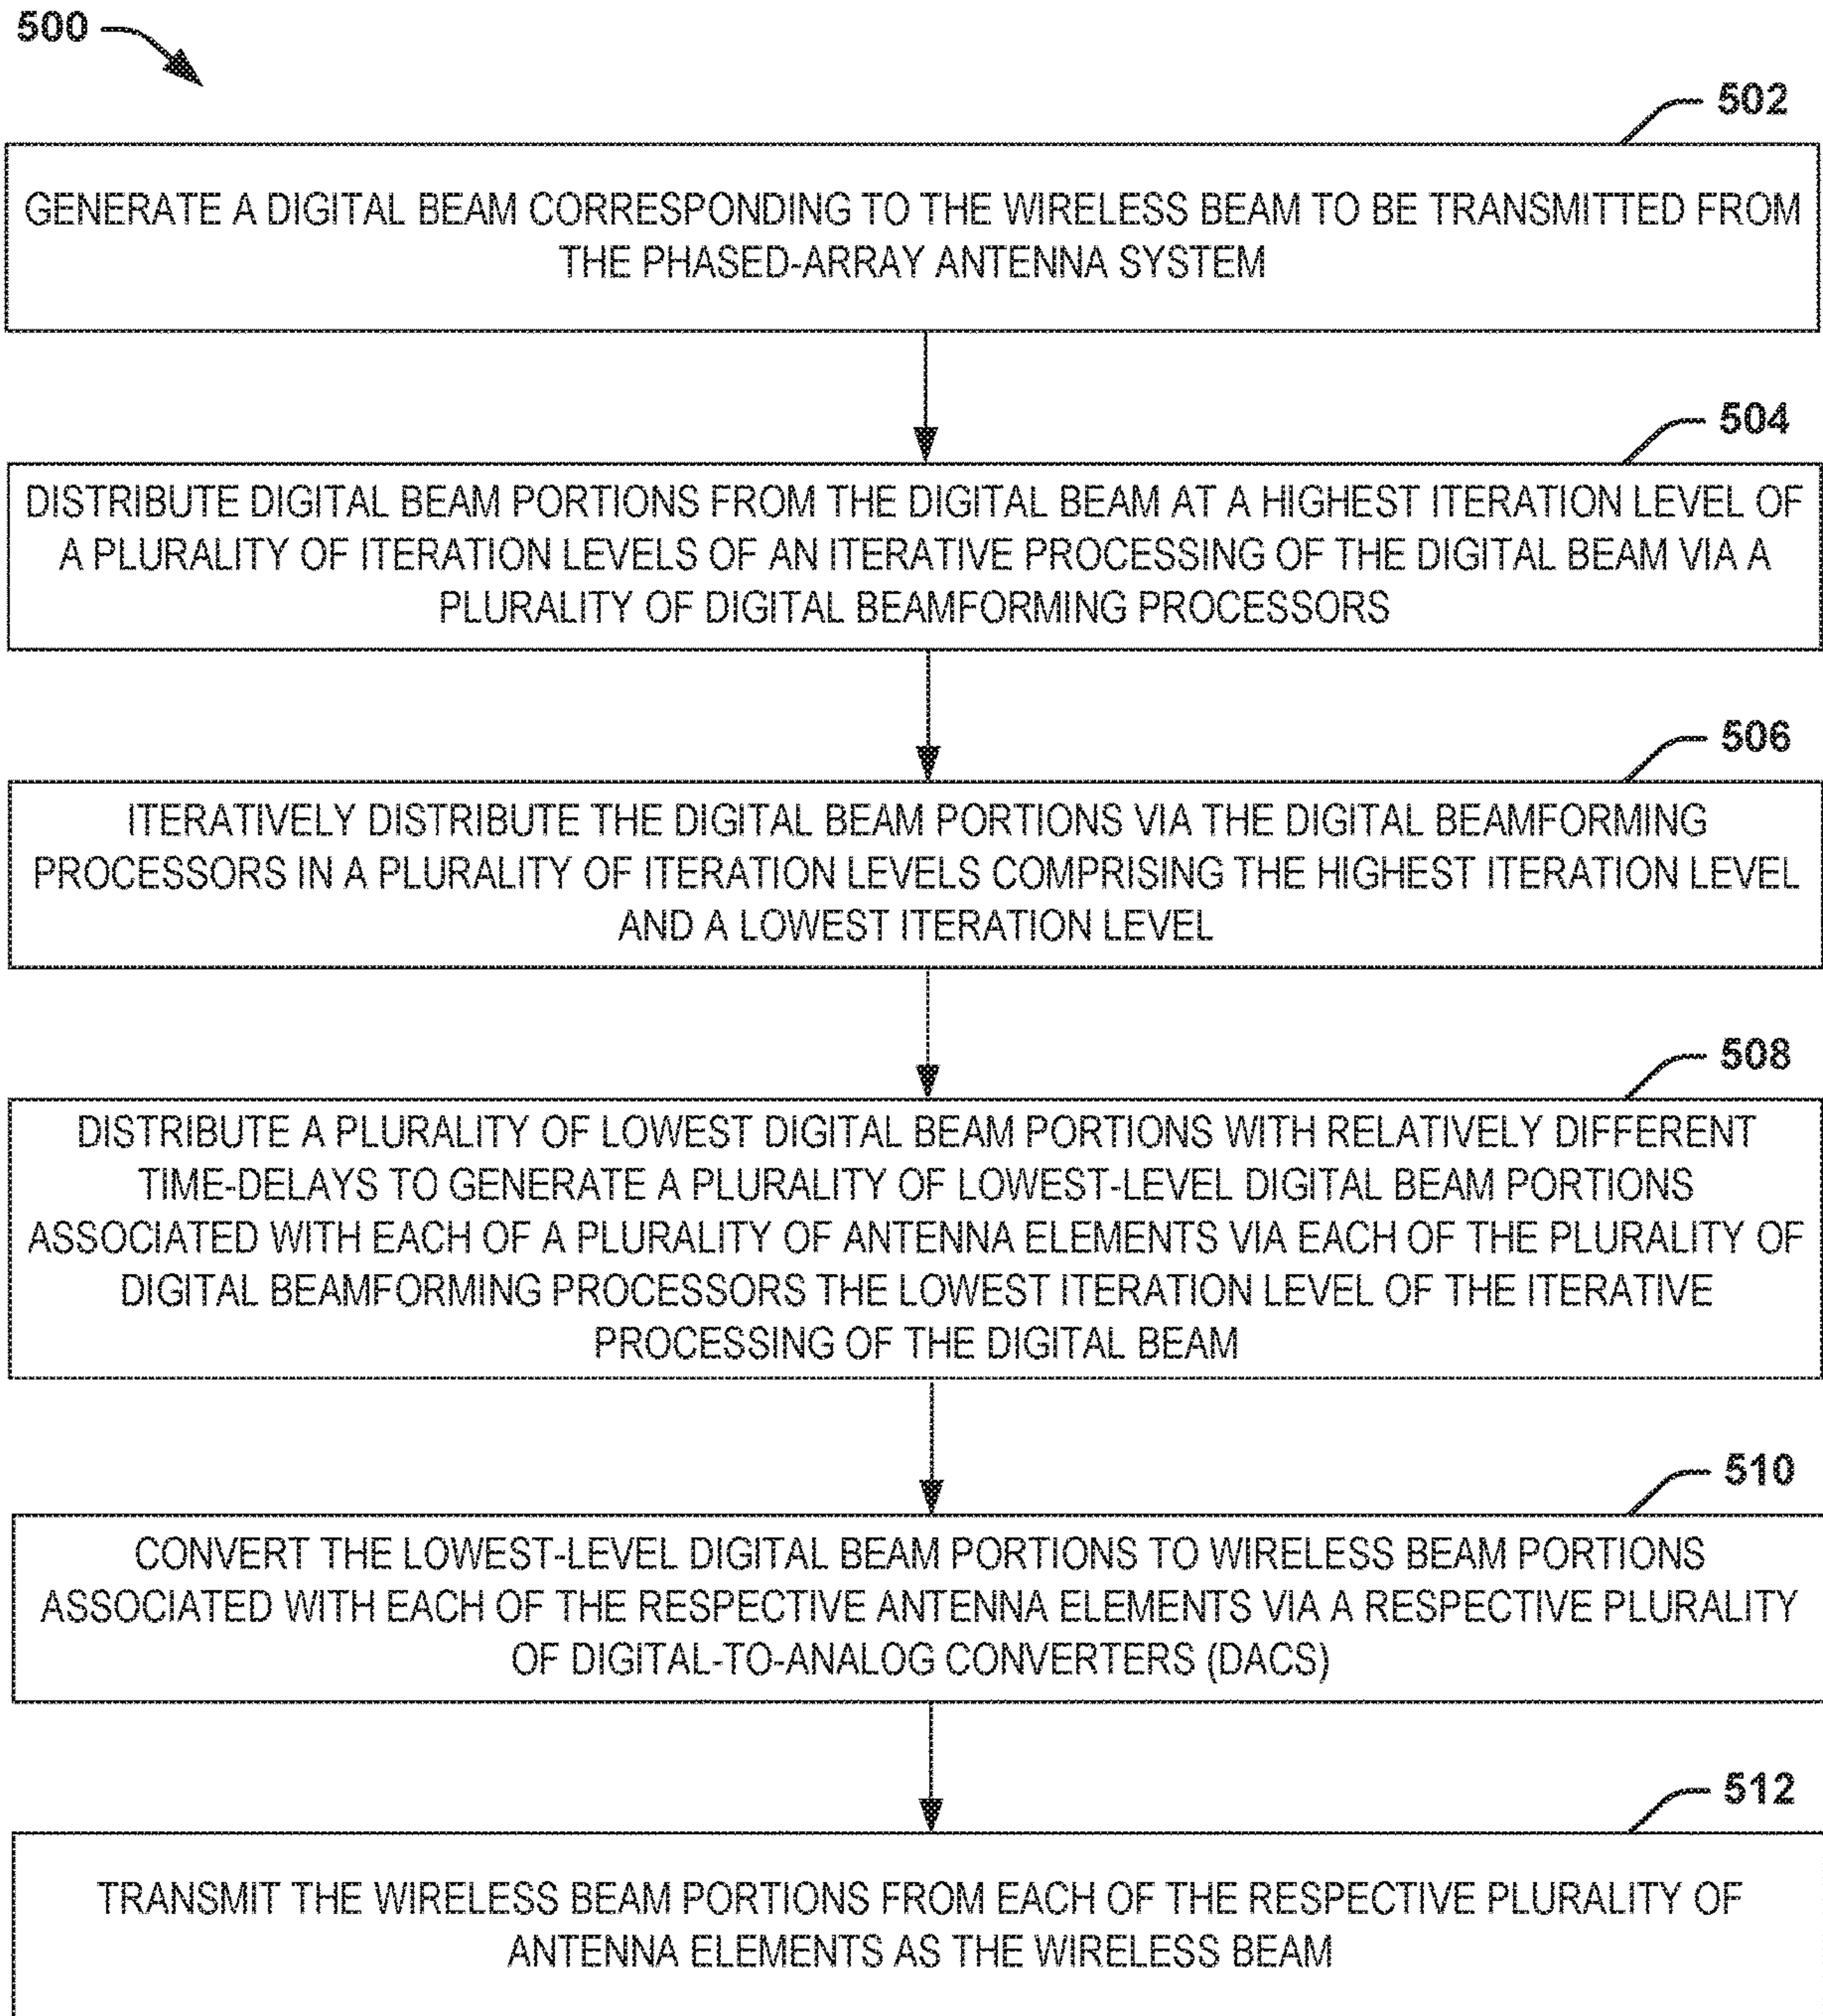 500
502
GENERATE A DIGITAL BEAM CORRESPONDING TO THE WIRELESS BEAM TO BE TRANSMITTED FROM
THE PHASED-ARRAY ANTENNA SYSTEM
504
DISTRIBUTE DIGITAL BEAM PORTIONS FROM THE DIGITAL BEAM AT A HIGHEST ITERATION LEVEL OF
A PLURALITY OF ITERATION LEVELS OF AN ITERATIVE PROCESSING OF THE DIGITAL BEAM VIA A
PLURALITY OF DIGITAL BEAMFORMING PROCESSORS
506
ITERATIVELY DISTRIBUTE THE DIGITAL BEAM PORTIONS VIA THE DIGITAL BEAMFORMING
PROCESSORS IN A PLURALITY OF ITERATION LEVELS COMPRISING THE HIGHEST ITERATION LEVEL
AND A LOWEST ITERATION LEVEL
508
DISTRIBUTE A PLURALITY OF LOWEST DIGITAL BEAM PORTIONS WITH RELATIVELY DIFFERENT
TIME-DELAYS TO GENERATE A PLURALITY OF LOWEST-LEVEL DIGITAL BEAM PORTIONS
ASSOCIATED WITH EACH OF A PLURALITY OF ANTENNA ELEMENTS VIA EACH OF THE PLURALITY OF
DIGITAL BEAMFORMING PROCESSORS THE LOWEST ITERATION LEVEL OF THE ITERATIVE
PROCESSING OF THE DIGITAL BEAM
510
CONVERT THE LOWEST-LEVEL DIGITAL BEAM PORTIONS TO WIRELESS BEAM PORTIONS
ASSOCIATED WITH EACH OF THE RESPECTIVE ANTENNA ELEMENTS VIA A RESPECTIVE PLURALITY
OF DIGITAL-TO-ANALOG CONVERTERS (DACS)
512
TRANSMIT THE WIRELESS BEAM PORTIONS FROM EACH OF THE RESPECTIVE PLURALITY OF
ANTENNA ELEMENTS AS THE WIRELESS BEAM